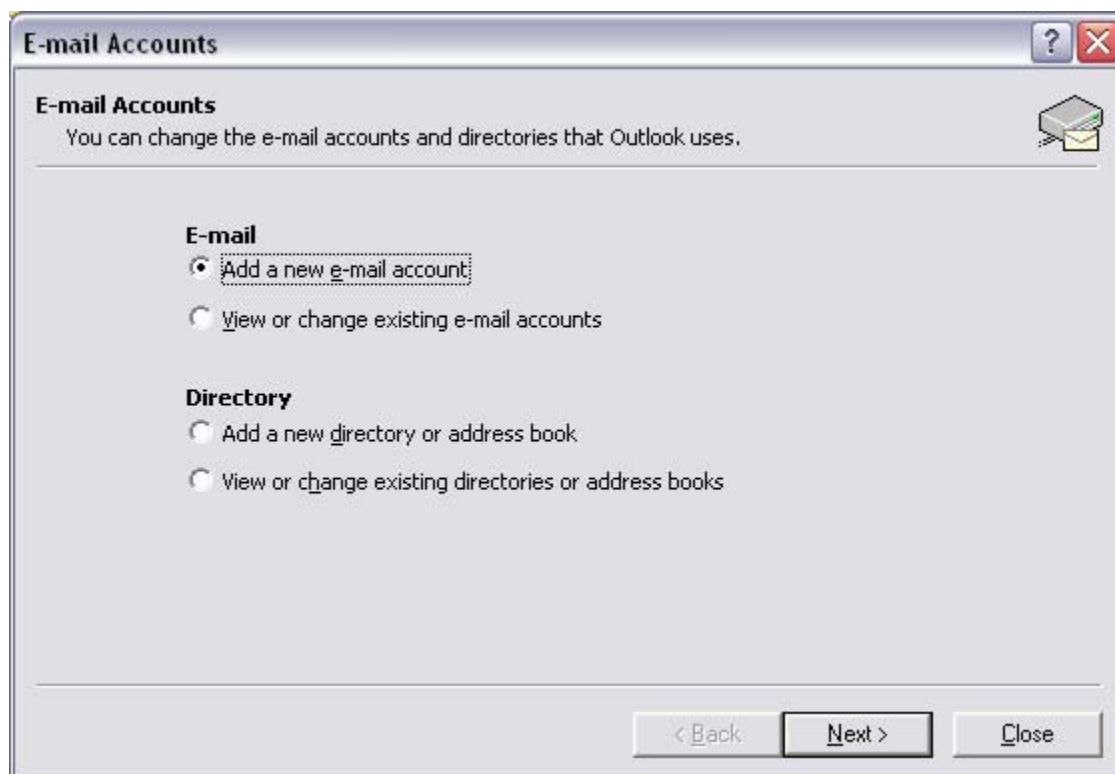 E-mail Accounts
E-mail Accounts
You can change the e-mail accounts and directories that Outlook uses.
E-mail
Add a new e-mail account
View or change existing e-mail accounts
Directory
Add a new directory or address book
View or change existing directories or address books
< Back Next > Close